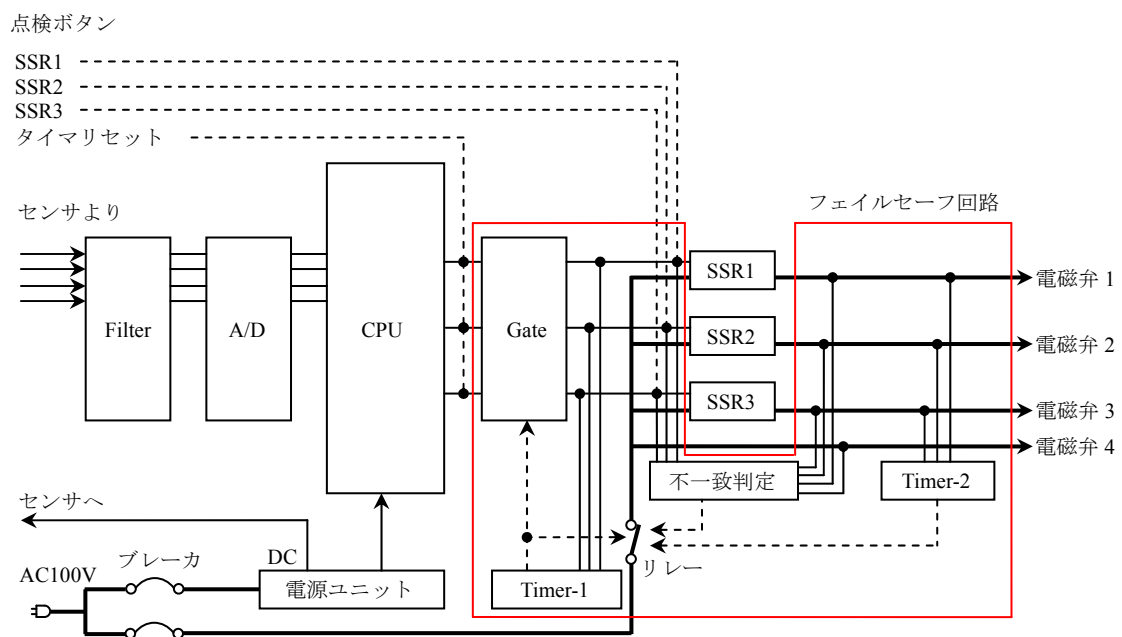 点検ボタン
SSR1
SSR2
SSR3
タイマリセット
センサより
フェイルセーフ回路
Filter
A/D
CPU
Gate
SSR1
SSR2
SSR3
電磁弁 1
電磁弁 2
電磁弁 3
電磁弁 4
不一致判定
Timer-2
センサへ
ブレーカ
DC
AC100V
電源ユニット
Timer-1
リレー